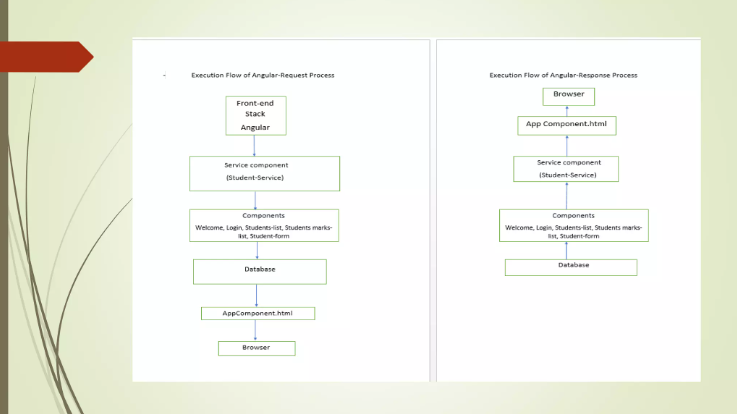 Execution Flow of Angular-Request Process
Front-end
Stack
Angular
Service component
(Student-Service)
Components
Welcome, Login, Students-list, Students marks-
list, Student-form
Database
AppComponent.html
Browser
Execution Flow of Angular-Response Process
Browser
App Component.html
Service component
(Student-Service)
Components
Welcome, Login, Students-list, Students marks-
list, Student-form
Database